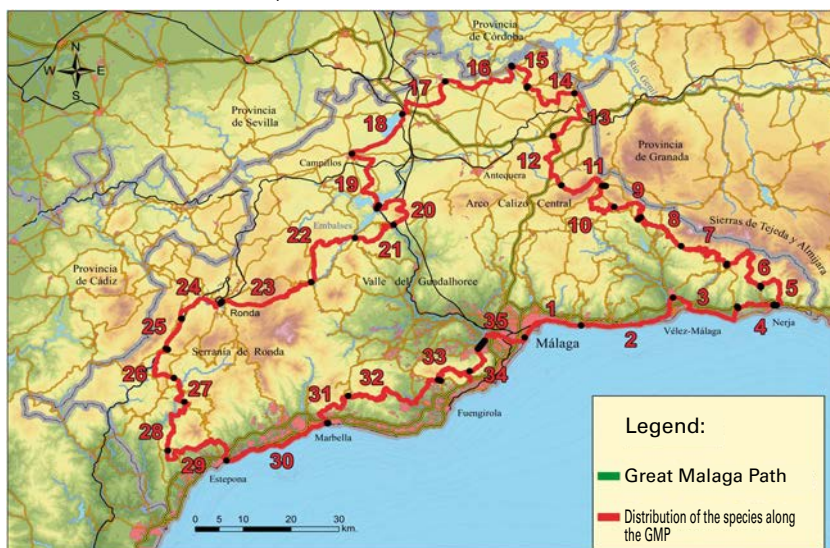 N
W E
S
Provincia
de Córdoba
Río Genil
Provincia
de Sevilla
Provincia
de Granada
Campillos
Antequera
Arco Calizo Central
Sierras de Tejeda y Almijara
Embalses
Valle del Guadalhorce
Provincia
de Cádiz
Ronda
Serranía de Ronda
Málaga
Vélez-Málaga
Nerja
Fuengirola
Marbella
Estepona
1
2
3
4
5
6
7
8
9
10
11
12
13
14
15
16
17
18
19
20
21
22
23
24
25
26
27
28
29
30
31
32
33
34
35
0 5 10 20 30
km.
Legend:
Great Malaga Path
Distribution of the species along
the GMP